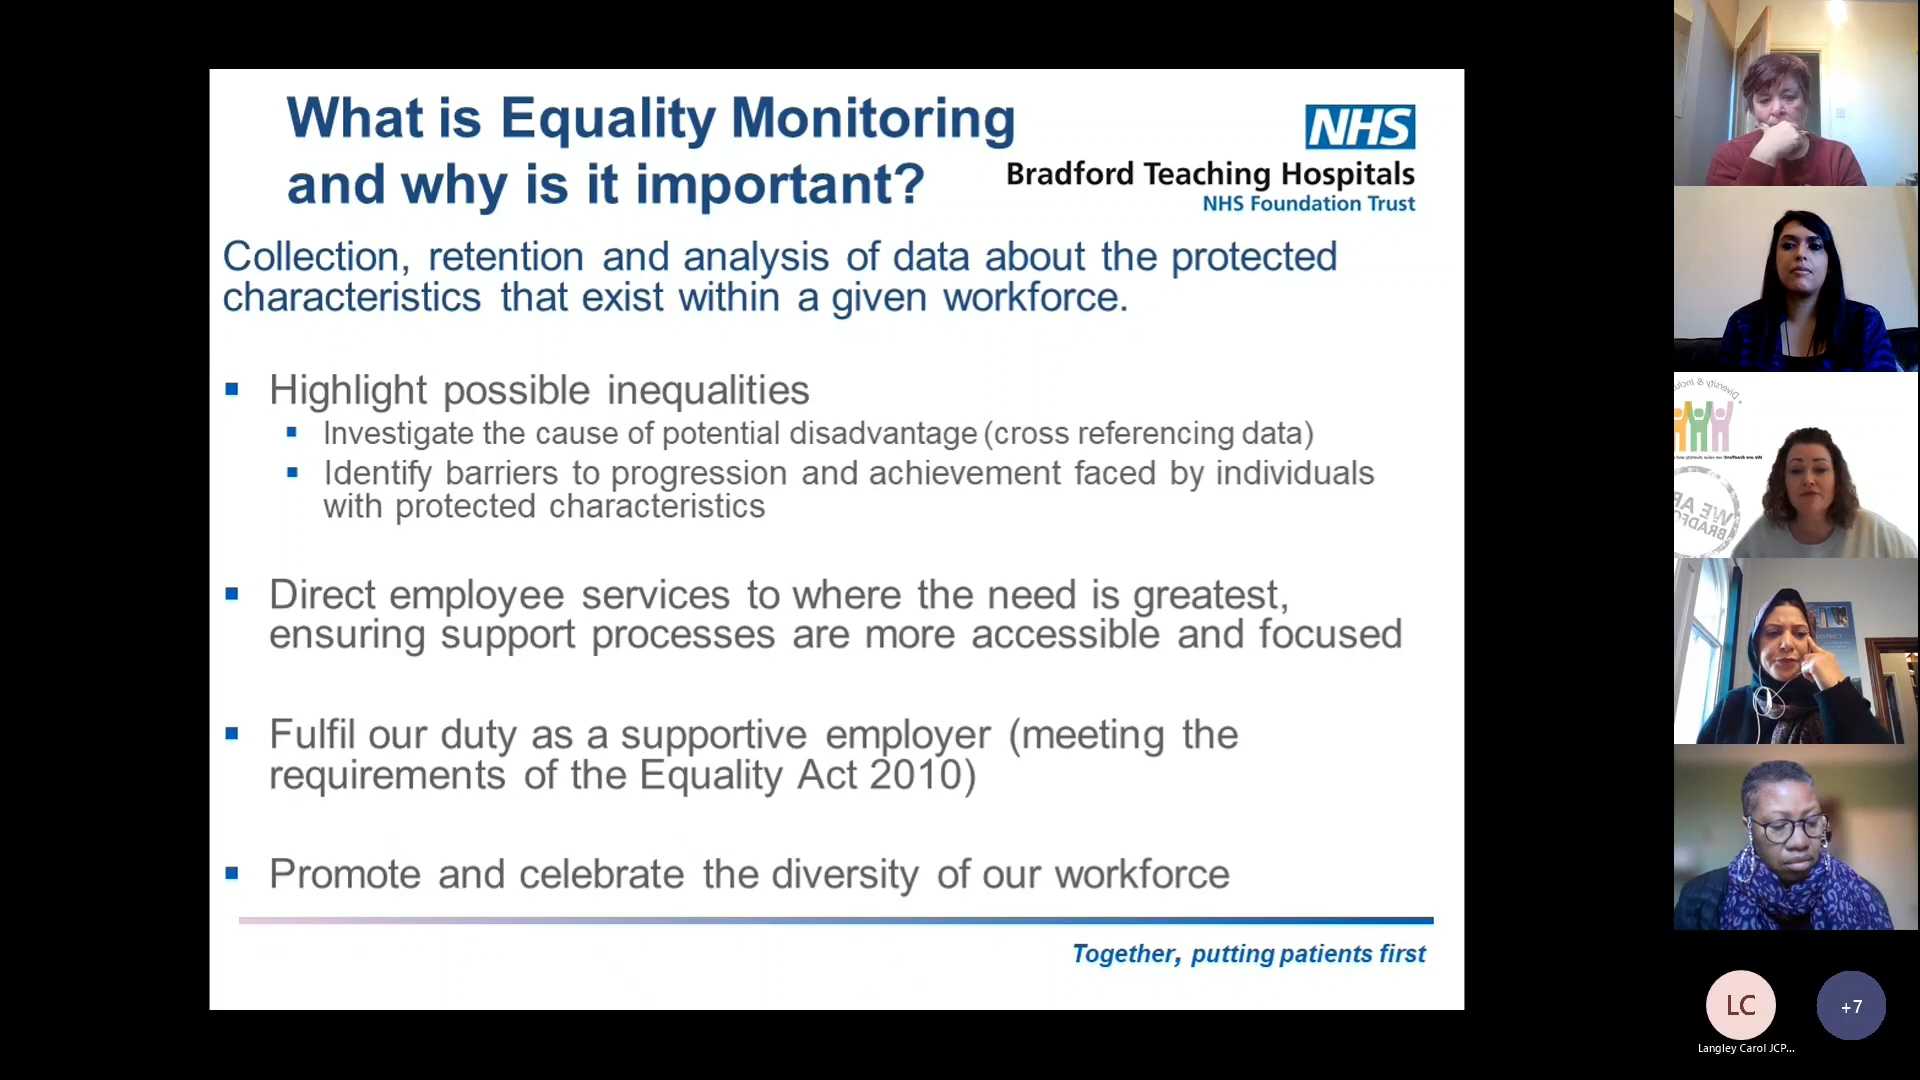 What is Equality Monitoring
and why is it important?
NHS
Bradford Teaching Hospitals
NHS Foundation Trust
Collection, retention and analysis of data about the protected
characteristics that exist within a given workforce.
Highlight possible inequalities
Investigate the cause of potential disadvantage (cross referencing data)
Identify barriers to progression and achievement faced by individuals
with protected characteristics
Direct employee services to where the need is greatest,
ensuring support processes are more accessible and focused
Fulfil our duty as a supportive employer (meeting the
requirements of the Equality Act 2010)
Promote and celebrate the diversity of our workforce
Together, putting patients first
Diversity &
WE
LC
+7
Langley Carol JCP...